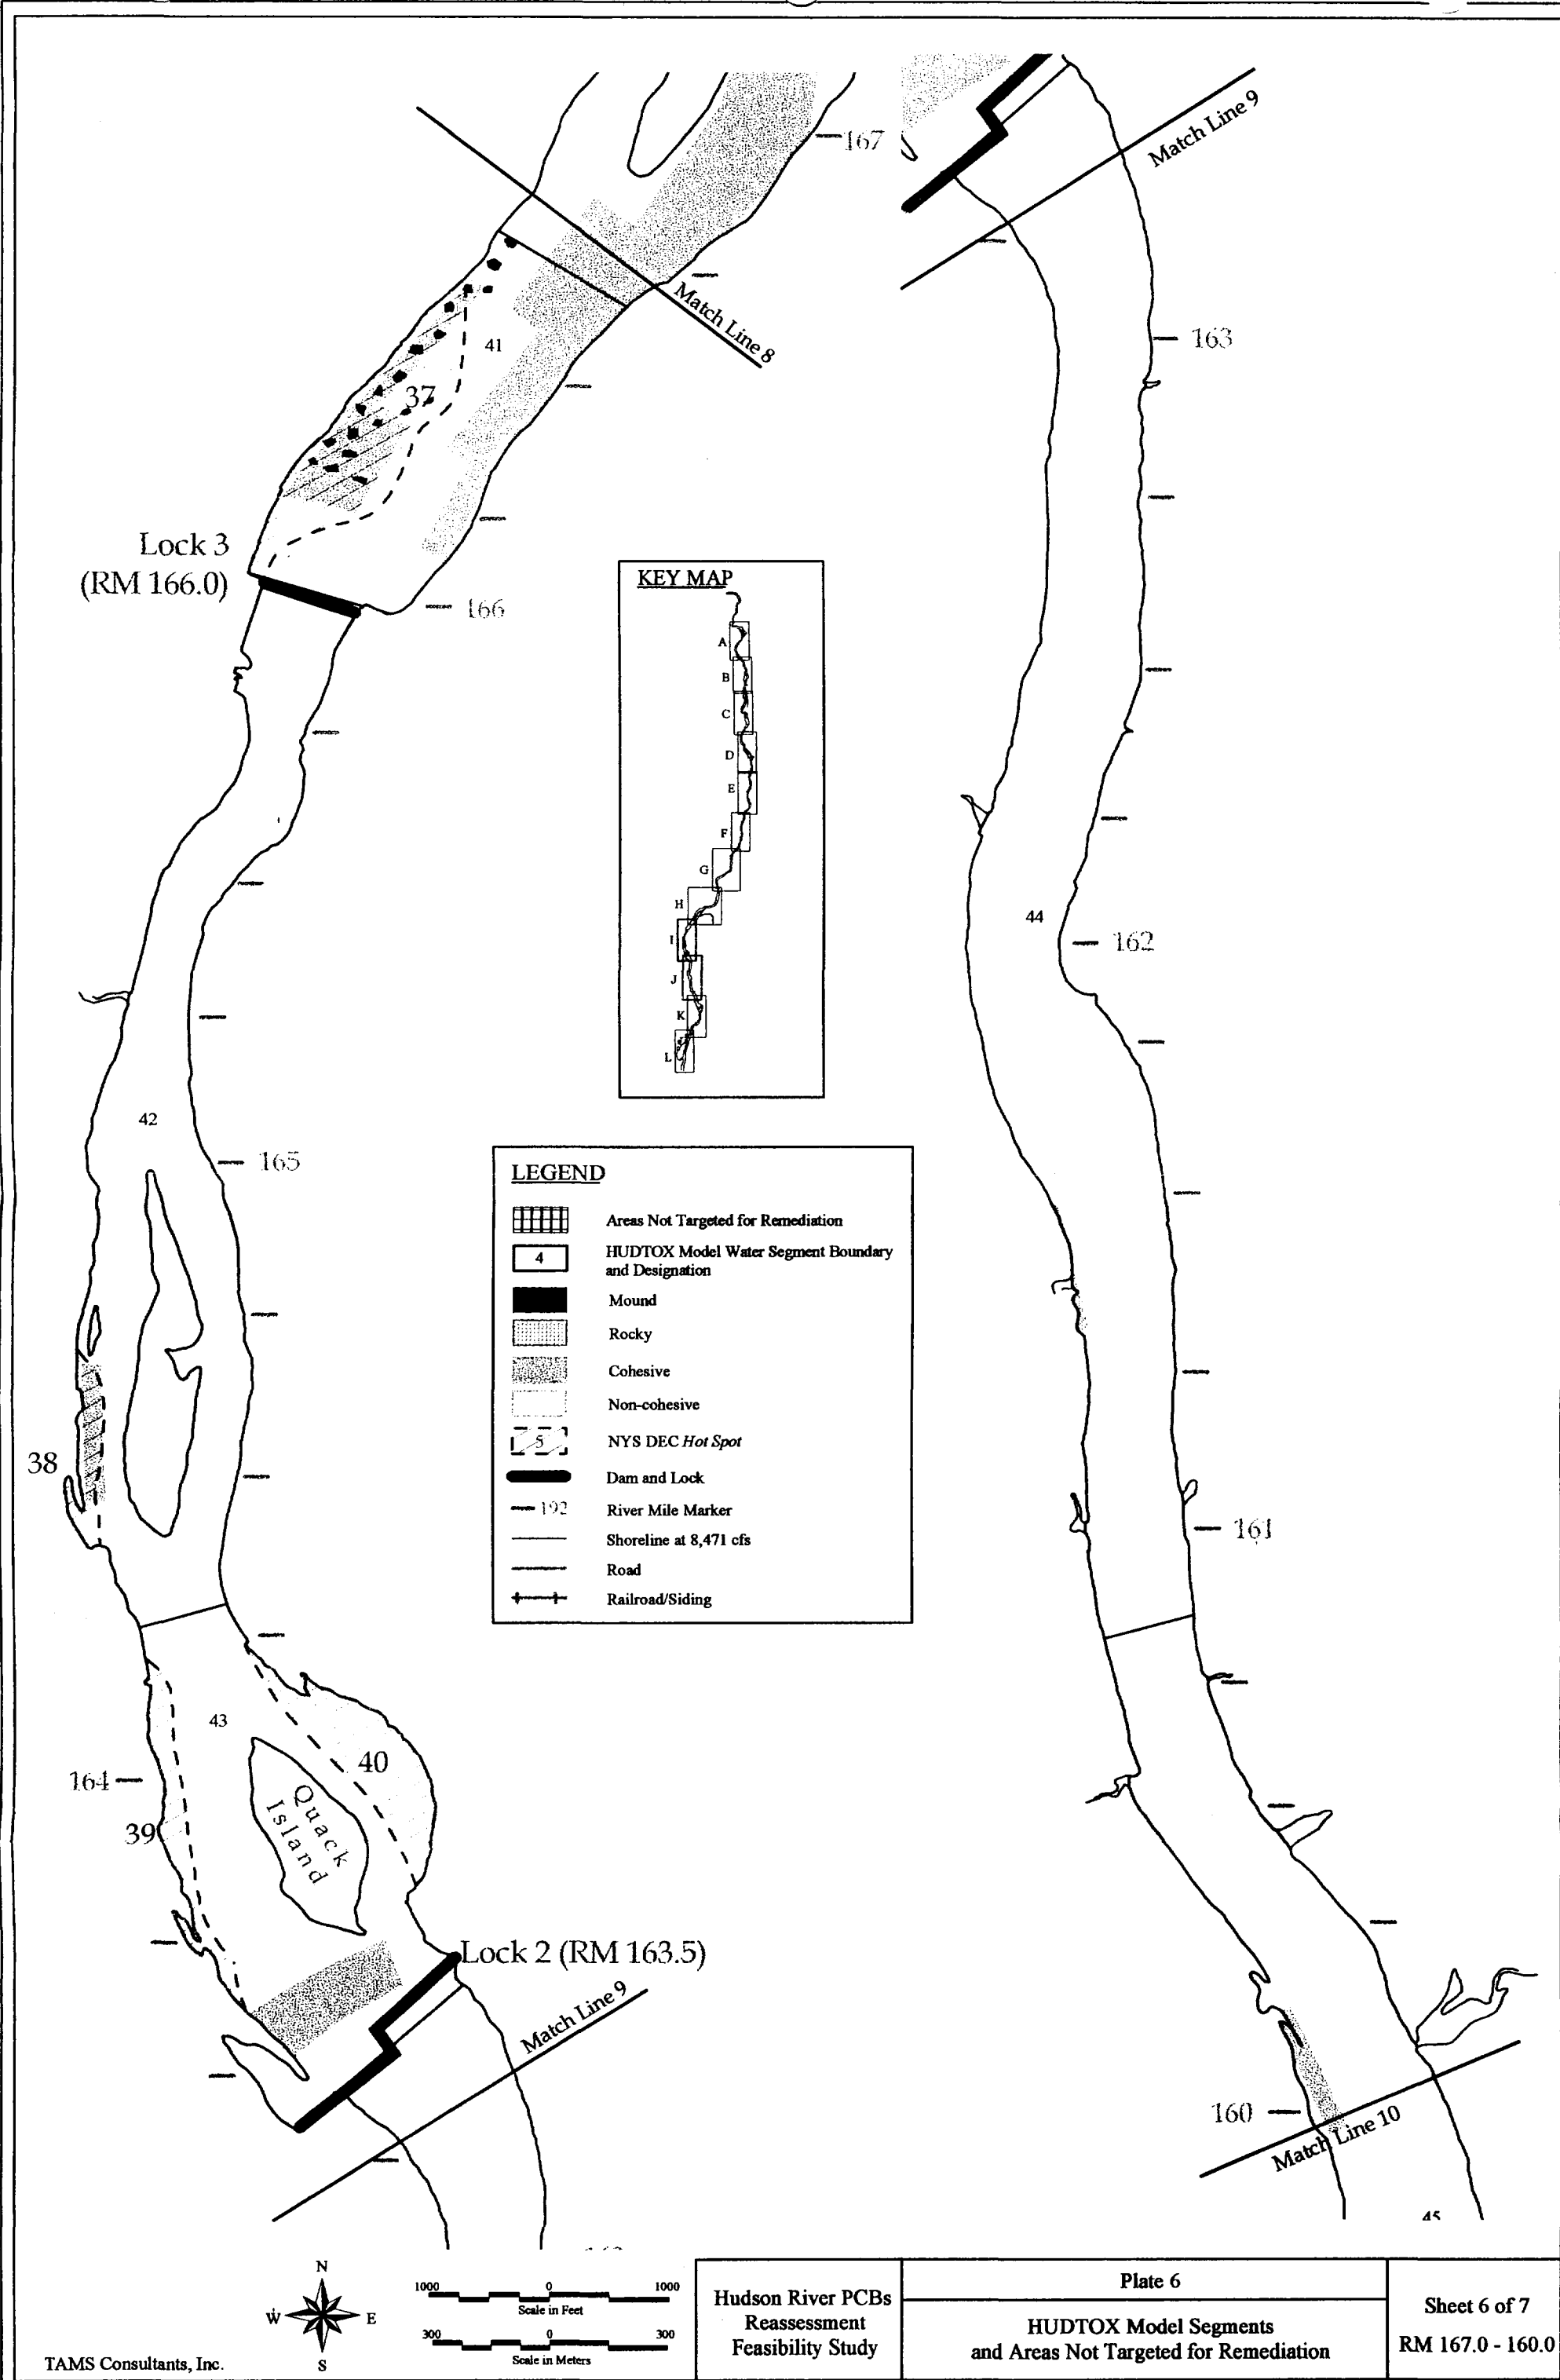 167
Match Line 8
41
37
Lock 3
(RM 166.0)
166
42
165
38
43
40
164
39
Quack
Island
Lock 2 (RM 163.5)
Match Line 9
KEY MAP
A
B
C
D
E
F
G
H
I
J
K
L
LEGEND
Areas Not Targeted for Remediation
4
HUDTOX Model Water Segment Boundary
and Designation
Mound
Rocky
Cohesive
Non-cohesive
5
NYS DEC Hot Spot
Dam and Lock
192
River Mile Marker
Shoreline at 8,471 cfs
Road
Railroad/Siding
Match Line 9
163
44
162
161
160
Match Line 10
45
N
W
E
S
1000 0 1000
Scale in Feet
300 0 300
Scale in Meters
TAMS Consultants, Inc.
Hudson River PCBs
Reassessment
Feasibility Study
Plate 6
HUDTOX Model Segments
and Areas Not Targeted for Remediation
Sheet 6 of 7
RM 167.0 - 160.0